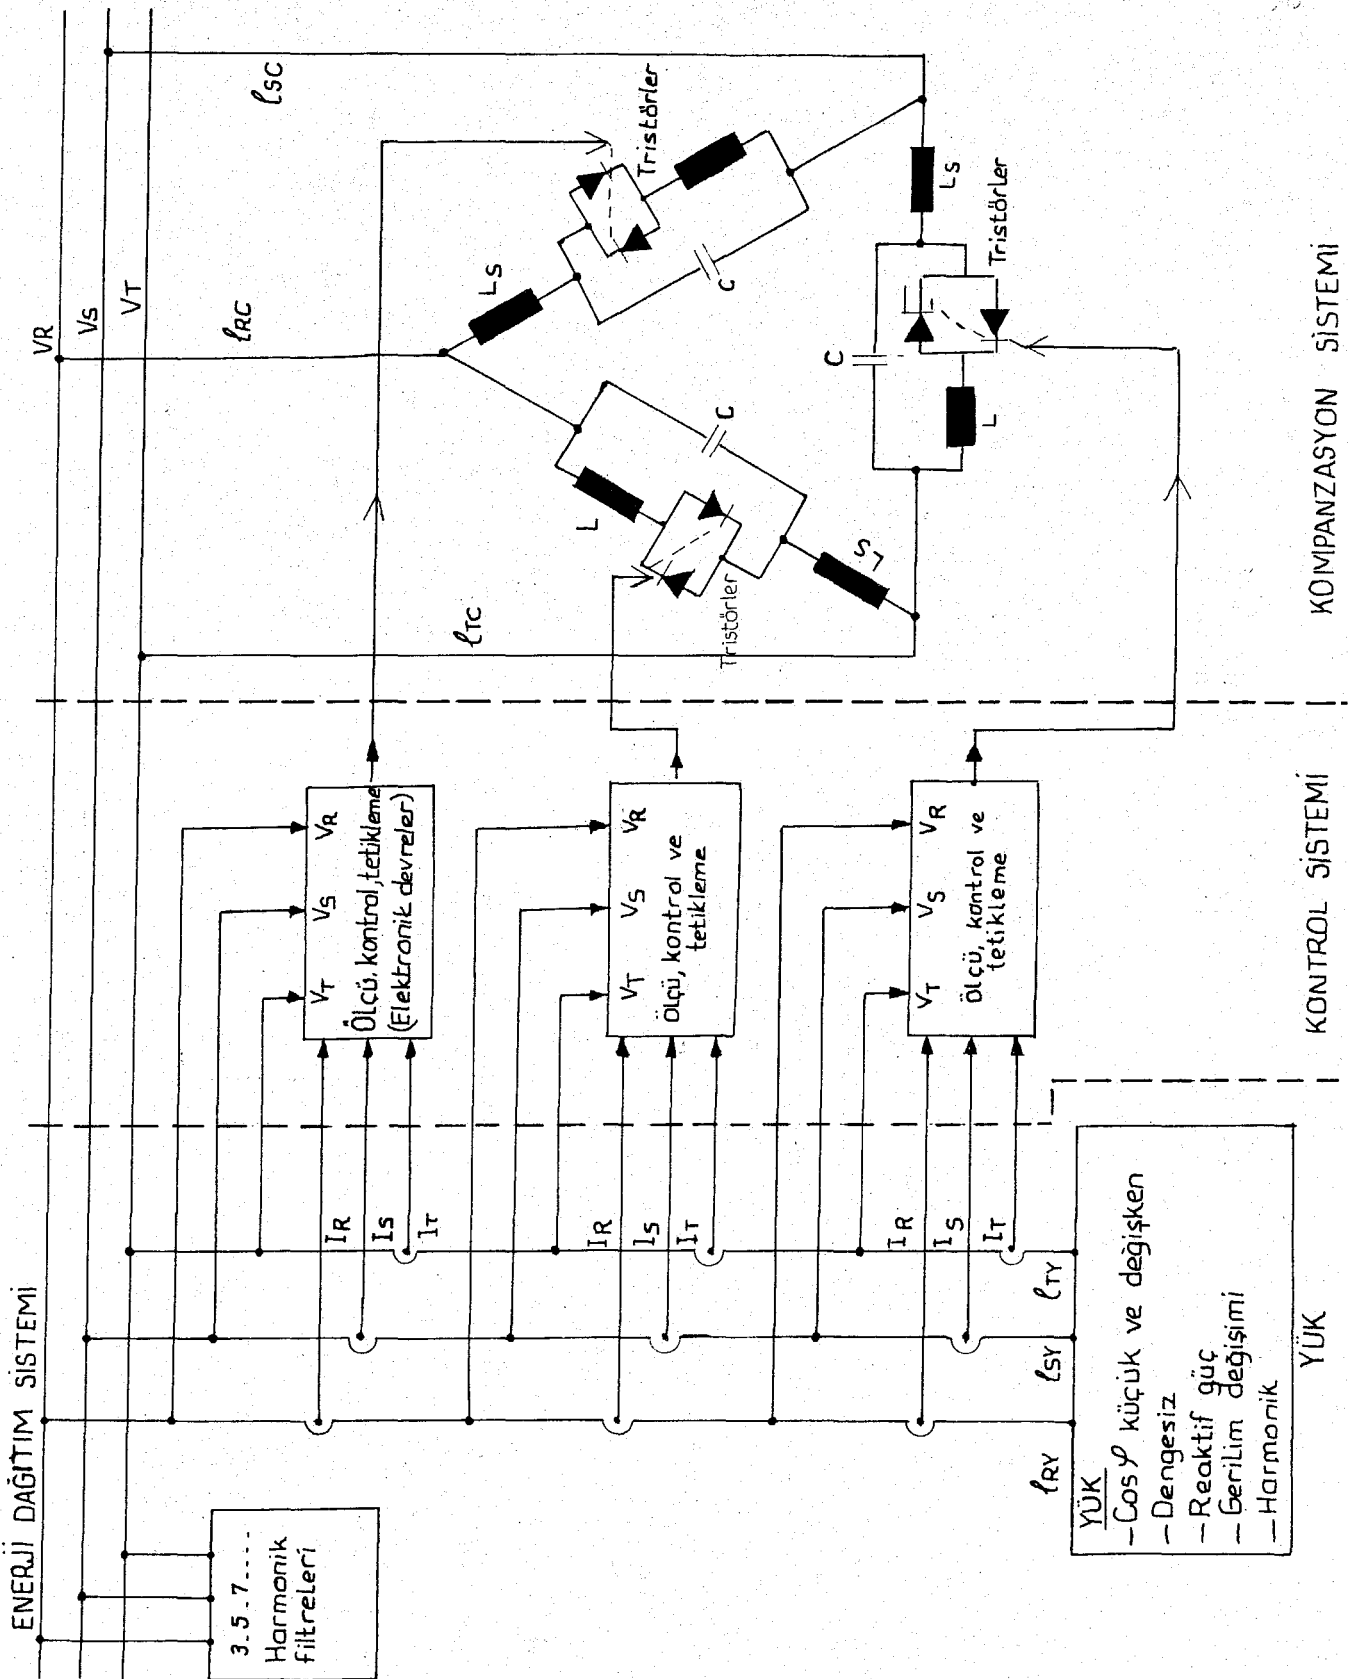 ENERJİ DAĞITIM SİSTEMİ
VR
VS
VT
3.5.7....
Harmonik
filtreleri
lRC
lSC
lTC
VT
VS
VR
Ölçü, kontrol, tetikleme
(Elektronik devreler)
IR
IS
IT
VT
VS
VR
Ölçü, kontrol ve
tetikleme
IR
IS
IT
VT
VS
VR
Ölçü, kontrol ve
tetikleme
IR
IS
IT
lRY
lSY
lTY
LS
Tristörler
C
L
C
Tristörler
LS
C
L
Tristörler
LS
YÜK
-Cos φ küçük ve değişken
-Dengesiz
-Reaktif güç
-Gerilim değişimi
-Harmonik
YÜK
KONTROL SİSTEMİ
KOMPANZASYON SİSTEMİ